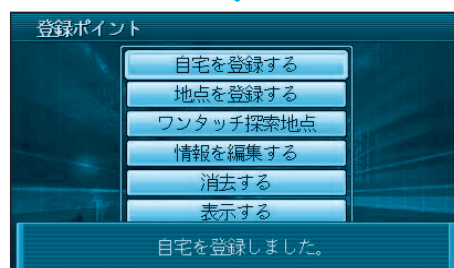 登録ポイント
自宅を登録する
地点を登録する
ワンタッチ探索地点
情報を編集する
消去する
表示する
自宅を登録しました。